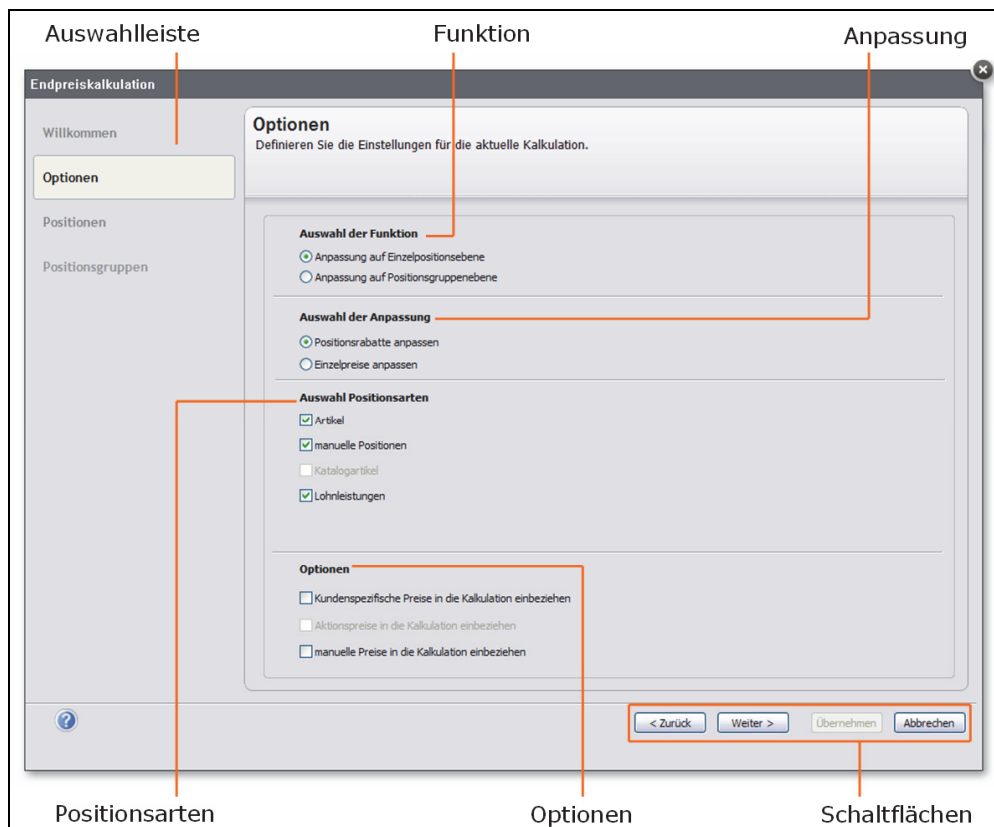 Auswahlleiste
Funktion
Anpassung
Endpreiskalkulation
Willkommen
Optionen
Positionen
Positionsgruppen
Optionen
Definieren Sie die Einstellungen für die aktuelle Kalkulation.
Auswahl der Funktion
Anpassung auf Einzelpositionsebene
Anpassung auf Positionsgruppenebene
Auswahl der Anpassung
Positionsrabatte anpassen
Einzelpreise anpassen
Auswahl Positionsarten
Artikel
manuelle Positionen
Katalogartikel
Lohnleistungen
Optionen
Kundenspezifische Preise in die Kalkulation einbeziehen
Aktionspreise in die Kalkulation einbeziehen
manuelle Preise in die Kalkulation einbeziehen
?
< Zurück
Weiter >
Übernehmen
Abbrechen
Positionsarten
Optionen
Schaltflächen